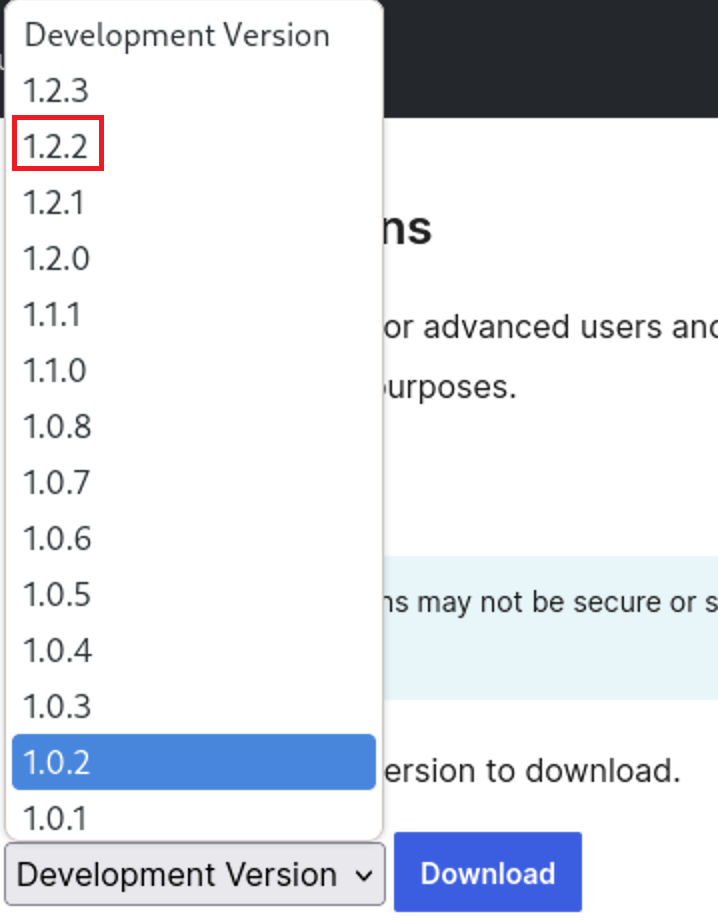 Development Version
1.2.3
1.2.2
1.2.1
ns
1.2.0
1.1.1
or advanced users and
1.1.0
urposes.
1.0.8
1.0.7
1.0.6
1.0.5
ns may not be secure or s
1.0.4
1.0.3
1.0.2
ersion to download.
1.0.1
Development Version
Download